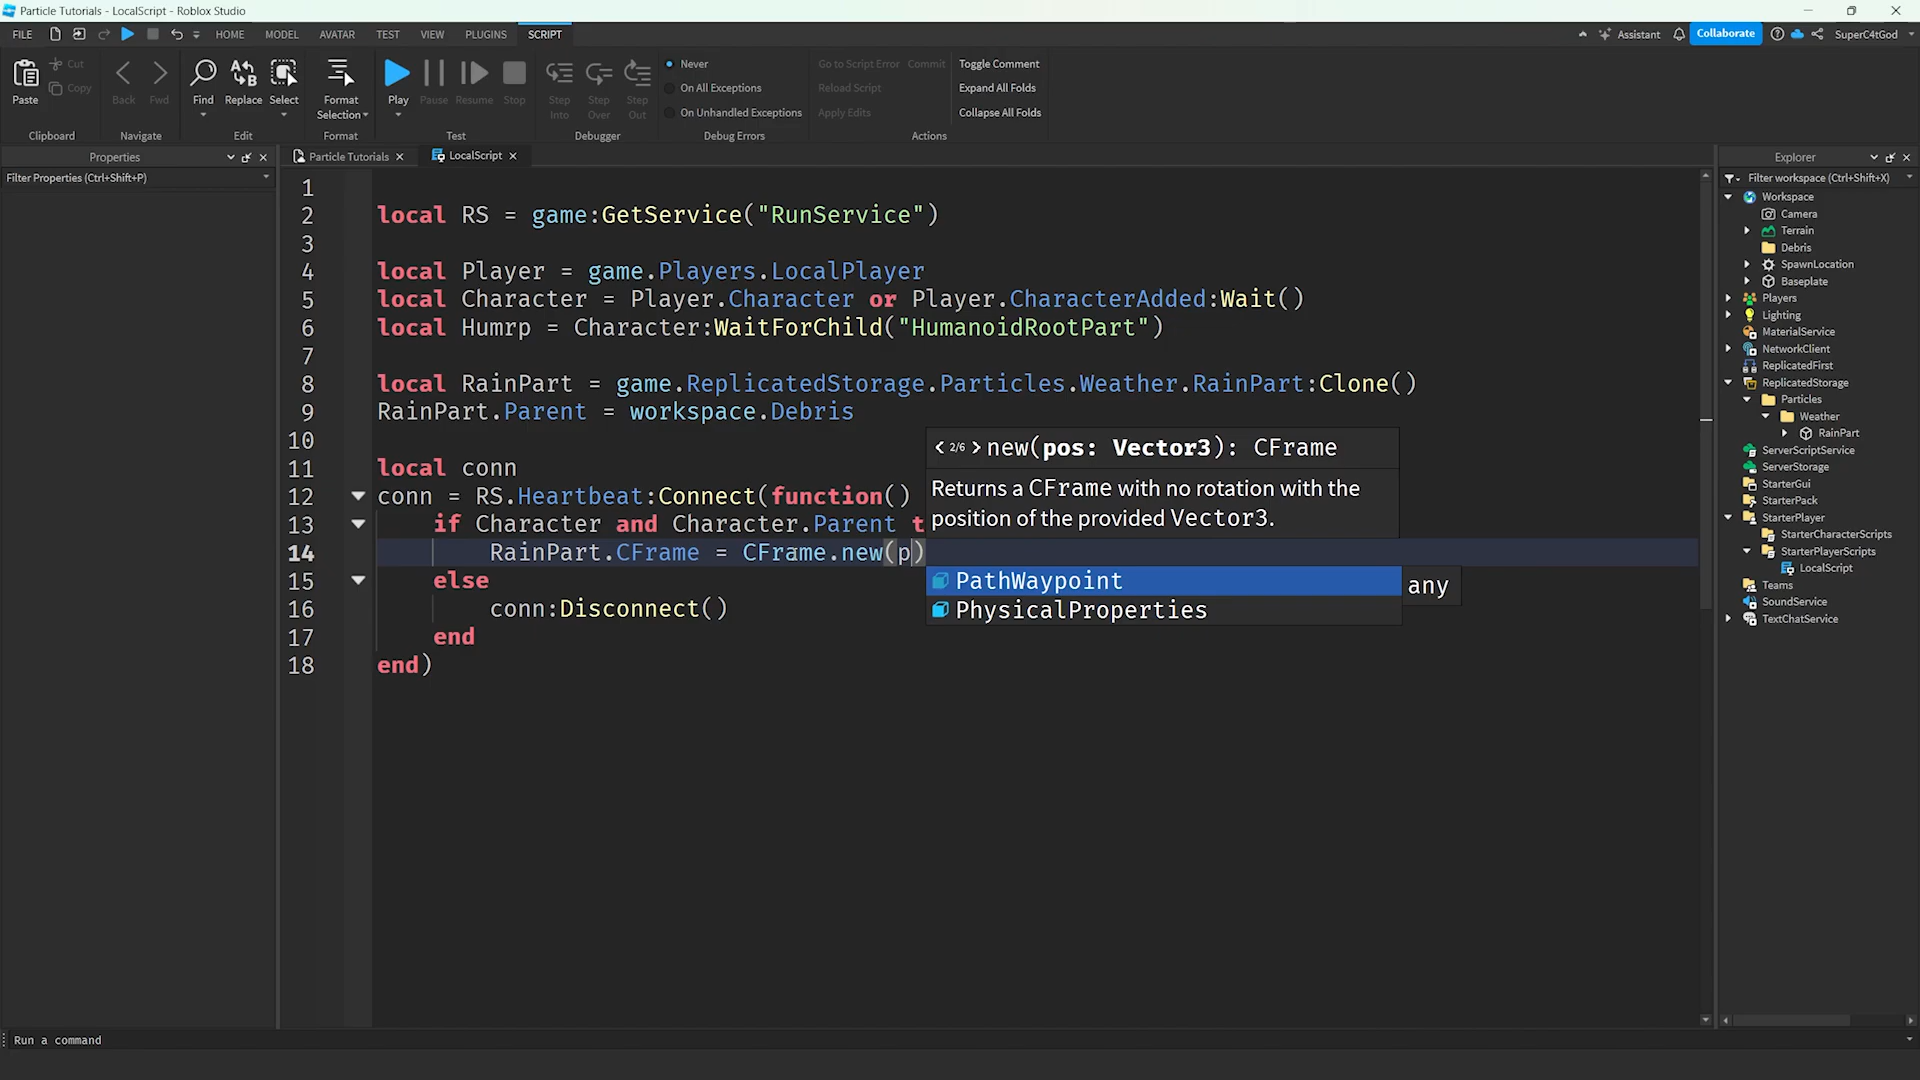 Particle Tutorials - LocalScript - Roblox Studio
FILE HOME MODEL AVATAR TEST VIEW PLUGINS SCRIPT Assistant Collaborate SuperC4tGod
Paste Cut Copy Back Fwd Find Replace Select Format Selection Play Pause Resume Stop Step Into Step Over Step Out
Never
On All Exceptions
On Unhandled Exceptions
Go to Script Error Commit
Reload Script
Apply Edits
Toggle Comment
Expand All Folds
Collapse All Folds
Clipboard Navigate Edit Format Test Debugger Debug Errors Actions
Properties
Filter Properties (Ctrl+Shift+P)
Particle Tutorials LocalScript
1
2 local RS = game:GetService("RunService")
3
4 local Player = game.Players.LocalPlayer
5 local Character = Player.Character or Player.CharacterAdded:Wait()
6 local Humrp = Character:WaitForChild("HumanoidRootPart")
7
8 local RainPart = game.ReplicatedStorage.Particles.Weather.RainPart:Clone()
9 RainPart.Parent = workspace.Debris
10
11 local conn
12 conn = RS.Heartbeat:Connect(function()
13 if Character and Character.Parent t
14 RainPart.CFrame = CFrame.new(p)
15 else
16 conn:Disconnect()
17 end
18 end)
< 2/6 > new(pos: Vector3): CFrame
Returns a CFrame with no rotation with the
position of the provided Vector3.
PathWaypoint
PhysicalProperties
any
Explorer
Filter workspace (Ctrl+Shift+X)
Workspace
Camera
Terrain
Debris
SpawnLocation
Baseplate
Players
Lighting
MaterialService
NetworkClient
ReplicatedFirst
ReplicatedStorage
Particles
Weather
RainPart
ServerScriptService
ServerStorage
StarterGui
StarterPack
StarterPlayer
StarterCharacterScripts
StarterPlayerScripts
LocalScript
Teams
SoundService
TextChatService
Run a command